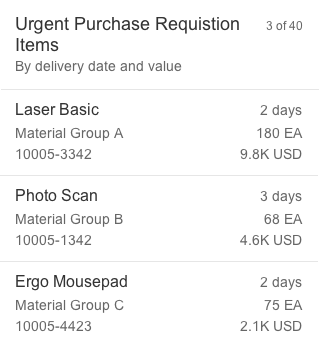 Urgent Purchase Requistion 3 of 40
Items
By delivery date and value
Laser Basic 2 days
Material Group A 180 EA
10005-3342 9.8K USD
Photo Scan 3 days
Material Group B 68 EA
10005-1342 4.6K USD
Ergo Mousepad 2 days
Material Group C 75 EA
10005-4423 2.1K USD